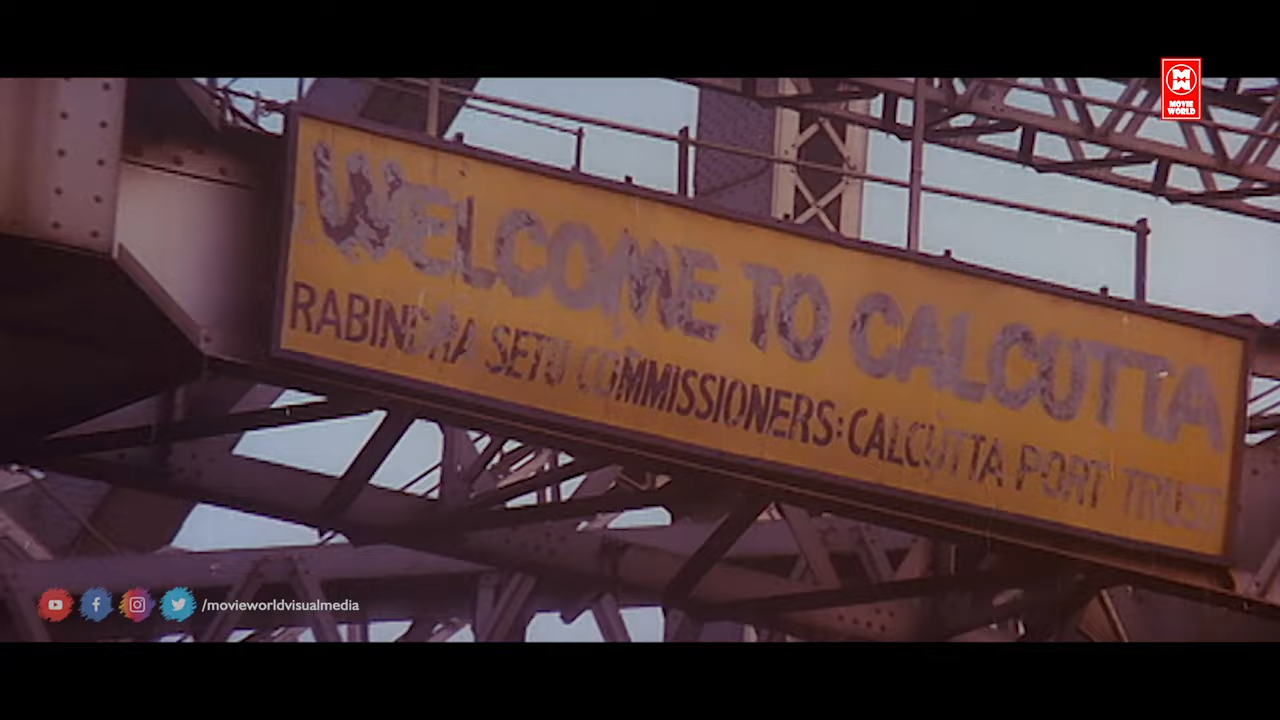 MOVIE
WORLD
WELCOME TO CALCUTTA
RABINDRA SETU COMMISSIONERS: CALCUTTA PORT TRUST
/movieworldvisualmedia